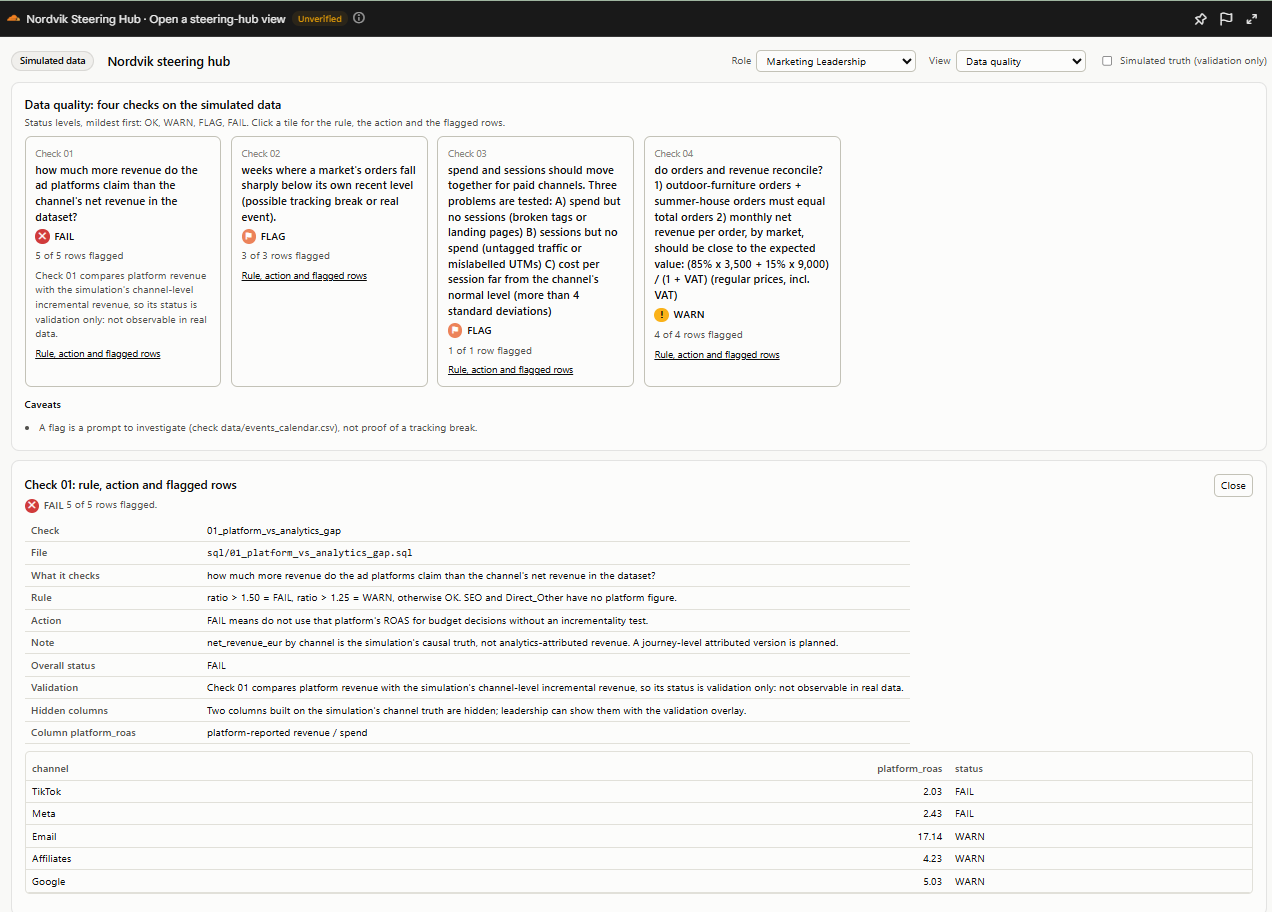 Nordvik Steering Hub · Open a steering-hub view Unverified
Simulated data Nordvik steering hub Role Marketing Leadership View Data quality Simulated truth (validation only)
Data quality: four checks on the simulated data
Status levels, mildest first: OK, WARN, FLAG, FAIL. Click a tile for the rule, the action and the flagged rows.
Check 01
how much more revenue do the
ad platforms claim than the
channel's net revenue in the
dataset?
FAIL
5 of 5 rows flagged
Check 01 compares platform revenue
with the simulation's channel-level
incremental revenue, so its status is
validation only: not observable in real
data.
Rule, action and flagged rows
Check 02
weeks where a market's orders fall
sharply below its own recent level
(possible tracking break or real
event).
FLAG
3 of 3 rows flagged
Rule, action and flagged rows
Check 03
spend and sessions should move
together for paid channels. Three
problems are tested: A) spend but
no sessions (broken tags or
landing pages) B) sessions but no
spend (untagged traffic or
mislabelled UTMs) C) cost per
session far from the channel's
normal level (more than 4
standard deviations)
FLAG
1 of 1 row flagged
Rule, action and flagged rows
Check 04
do orders and revenue reconcile?
1) outdoor-furniture orders +
summer-house orders must equal
total orders 2) monthly net
revenue per order, by market,
should be close to the expected
value: (85% x 3,500 + 15% x 9,000)
/ (1 + VAT) (regular prices, incl.
VAT)
WARN
4 of 4 rows flagged
Rule, action and flagged rows
Caveats
• A flag is a prompt to investigate (check data/events_calendar.csv), not proof of a tracking break.
Check 01: rule, action and flagged rows Close
FAIL 5 of 5 rows flagged.
Check 01_platform_vs_analytics_gap
File sql/01_platform_vs_analytics_gap.sql
What it checks how much more revenue do the ad platforms claim than the channel's net revenue in the dataset?
Rule ratio > 1.50 = FAIL, ratio > 1.25 = WARN, otherwise OK. SEO and Direct_Other have no platform figure.
Action FAIL means do not use that platform's ROAS for budget decisions without an incrementality test.
Note net_revenue_eur by channel is the simulation's causal truth, not analytics-attributed revenue. A journey-level attributed version is planned.
Overall status FAIL
Validation Check 01 compares platform revenue with the simulation's channel-level incremental revenue, so its status is validation only: not observable in real data.
Hidden columns Two columns built on the simulation's channel truth are hidden; leadership can show them with the validation overlay.
Column platform_roas platform-reported revenue / spend
channel platform_roas status
TikTok 2.03 FAIL
Meta 2.43 FAIL
Email 17.14 WARN
Affiliates 4.23 WARN
Google 5.03 WARN